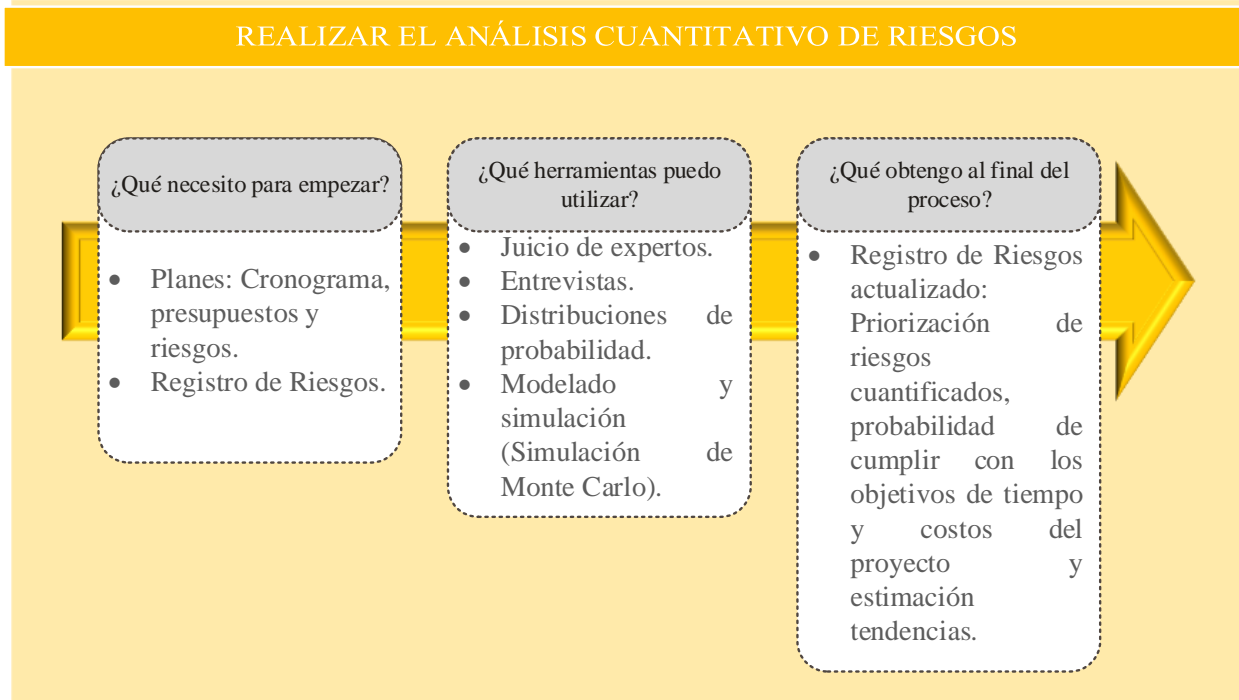 REALIZAR EL ANÁLISIS CUANTITATIVO DE RIESGOS
¿Qué necesito para empezar?
• Planes: Cronograma,
presupuestos y
riesgos.
• Registro de Riesgos.
¿Qué herramientas puedo
utilizar?
• Juicio de expertos.
• Entrevistas.
• Distribuciones de
probabilidad.
• Modelado y
simulación
(Simulación de
Monte Carlo).
¿Qué obtengo al final del
proceso?
• Registro de Riesgos
actualizado:
Priorización de
riesgos
cuantificados,
probabilidad de
cumplir con los
objetivos de tiempo
y costos del
proyecto y
estimación
tendencias.